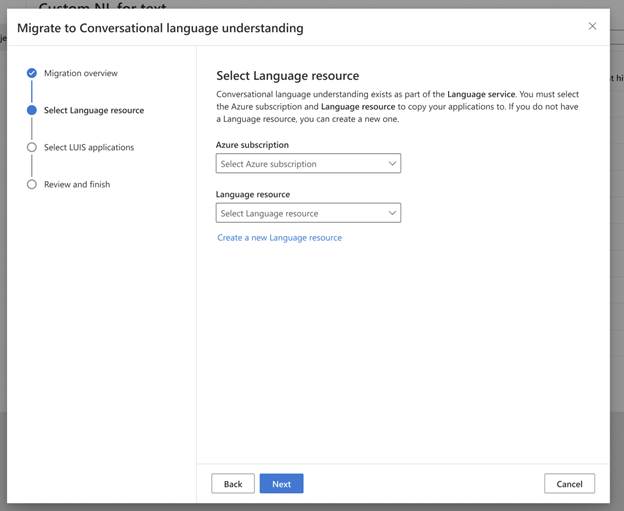 Custom NL for text
Migrate to Conversational language understanding
Migration overview
Select Language resource
Select LUIS applications
Review and finish
Select Language resource
Conversational language understanding exists as part of the Language service. You must select
the Azure subscription and Language resource to copy your applications to. If you do not have
a Language resource, you can create a new one.
Azure subscription
Select Azure subscription
Language resource
Select Language resource
Create a new Language resource
Back
Next
Cancel